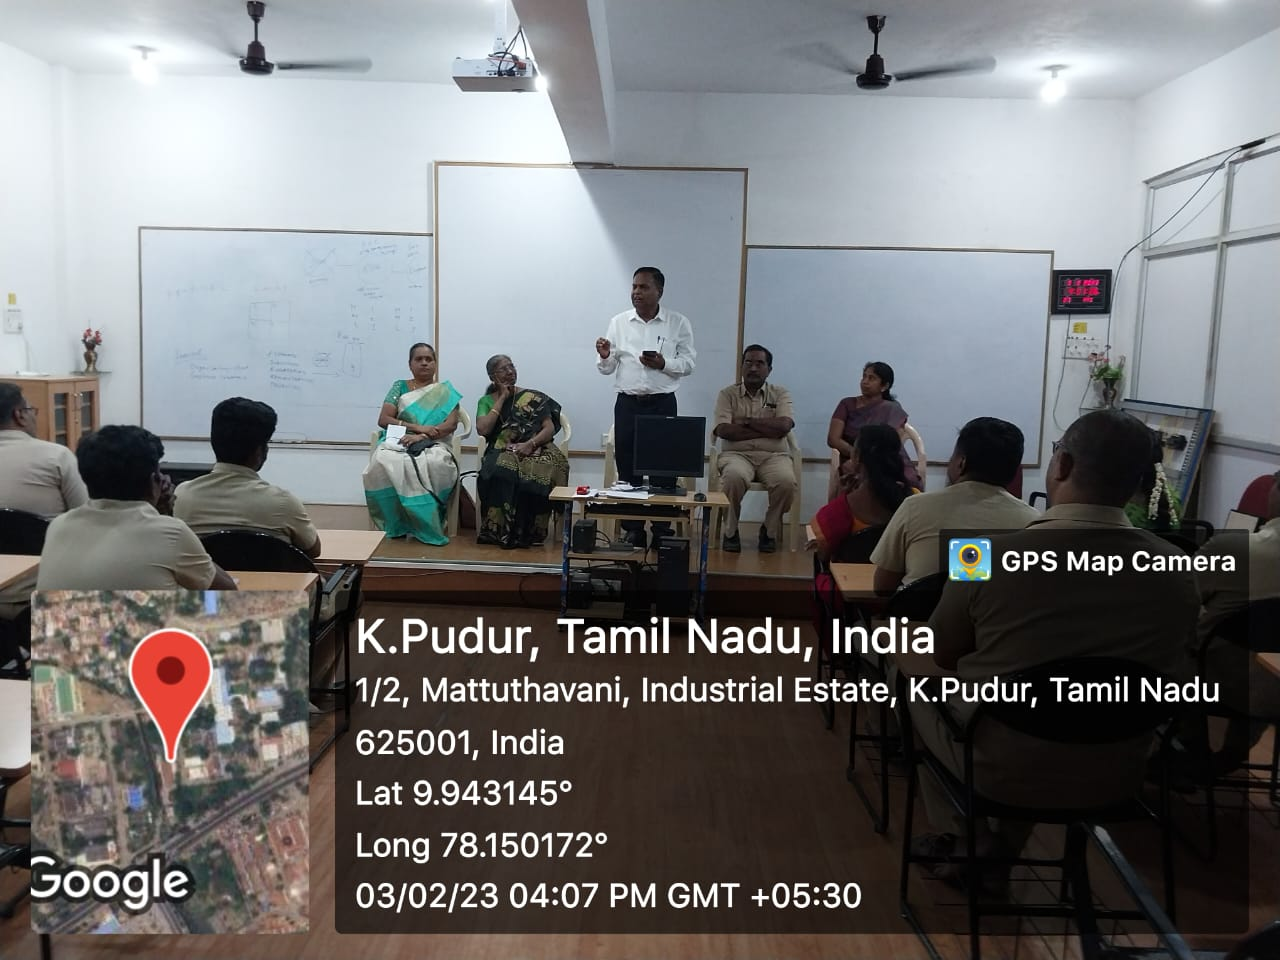 GPS Map Camera
K.Pudur, Tamil Nadu, India
1/2, Mattuthavani, Industrial Estate, K.Pudur, Tamil Nadu
625001, India
Lat 9.943145°
Long 78.150172°
03/02/23 04:07 PM GMT +05:30
Google